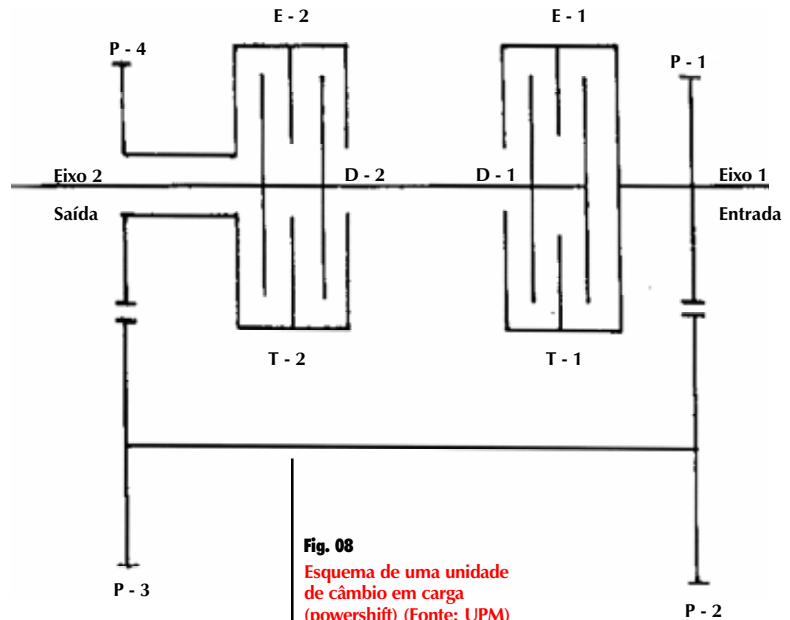 E - 2
E - 1
P - 4
P - 1
Eixo 2
D - 2
D - 1
Eixo 1
Saída
Entrada
T - 2
T - 1
Fig. 08
Esquema de uma unidade
de câmbio em carga
(powershift) (Fonte: UPM)
P - 3
P - 2